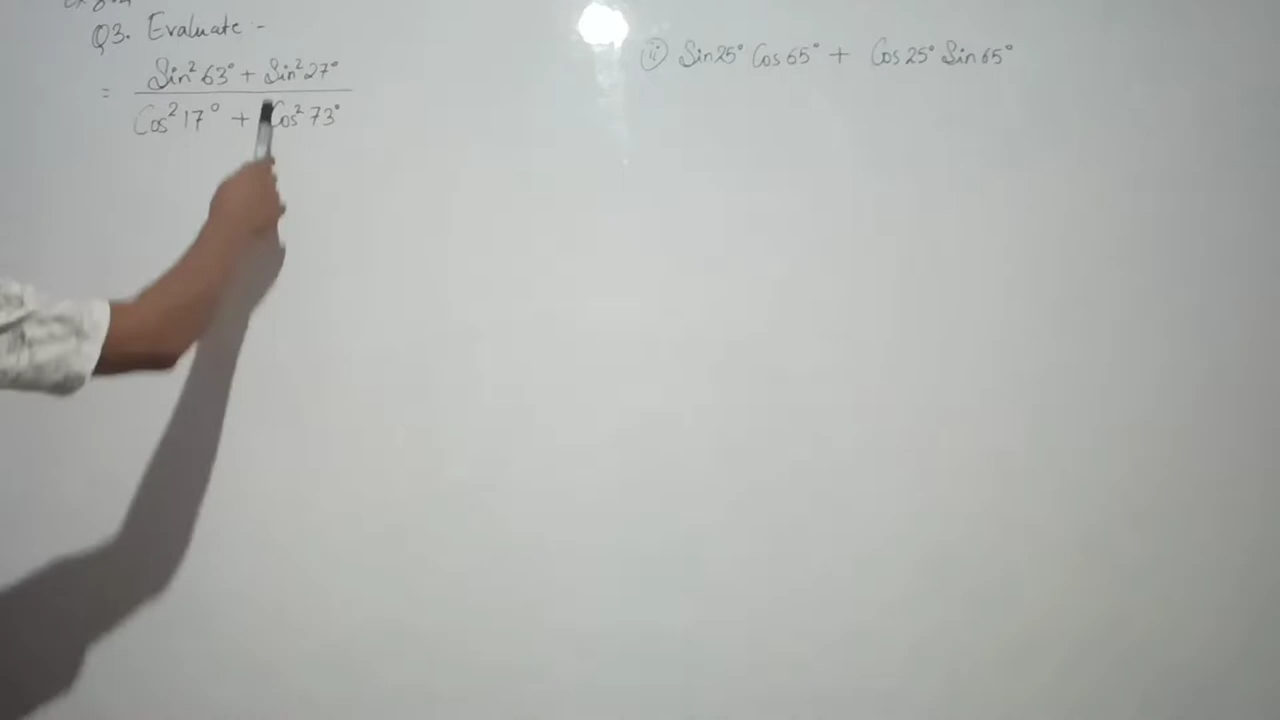 Q3. Evaluate :-
= Sin² 63° + Sin² 27°
Cos² 17° + Cos² 73°
(ii) Sin 25° Cos 65° + Cos 25° Sin 65°